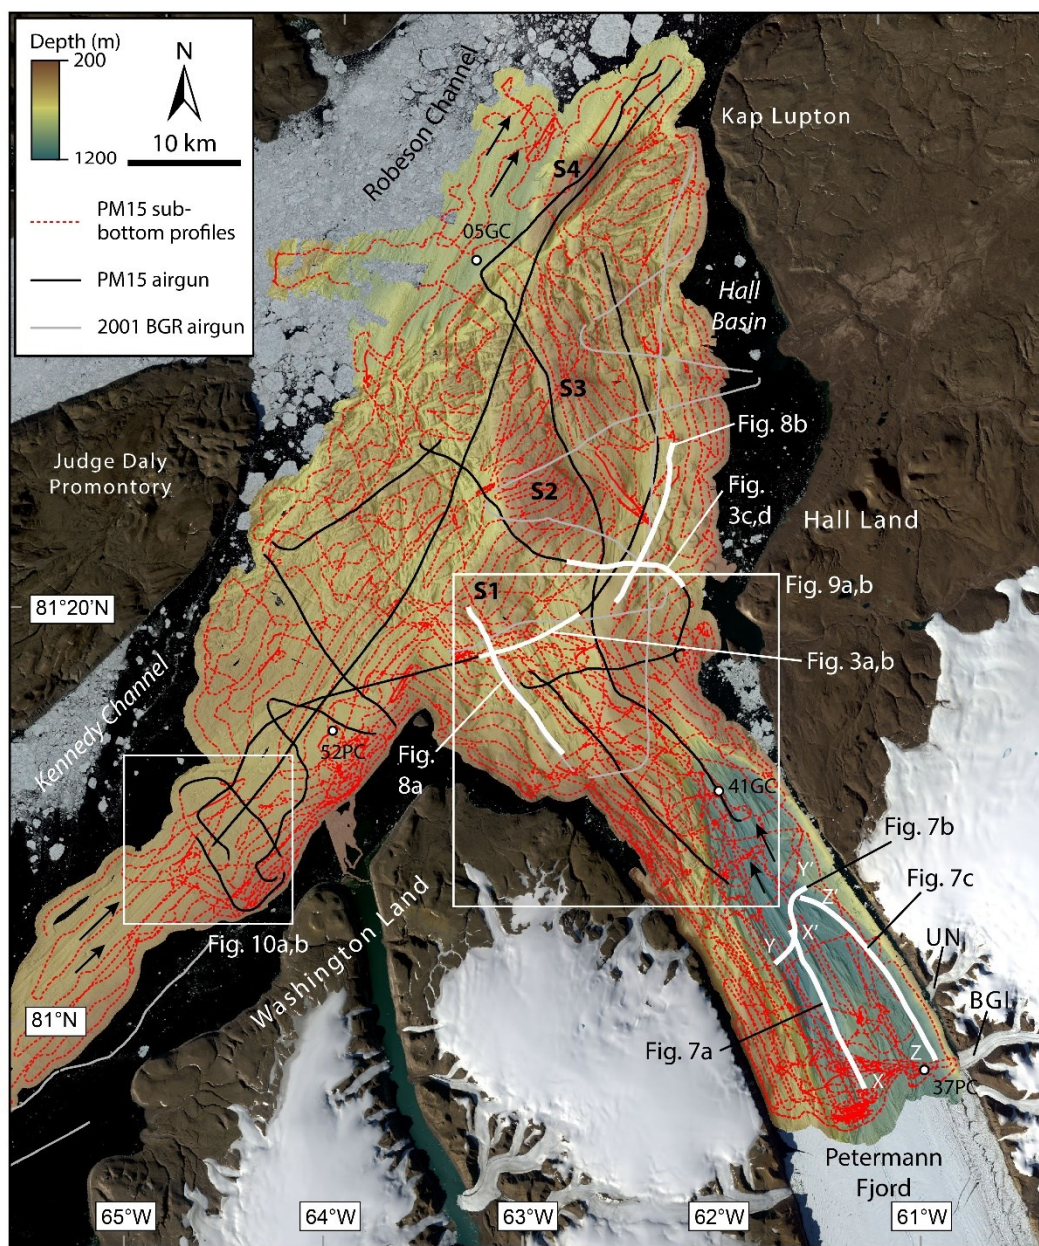 Depth (m)
200
1200
N
10 km
PM15 sub-
bottom profiles
PM15 airgun
2001 BGR airgun
Robeson Channel
Kap Lupton
S4
05GC
Hall
Basin
S3
Fig. 8b
Judge Daly
Promontory
S2
Fig.
3c,d
Hall Land
Fig. 9a,b
81°20'N
S1
Fig. 3a,b
Kennedy Channel
52PC
Fig.
8a
41GC
Fig. 7b
Y'
Z'
Fig. 7c
Washington Land
Y
X'
UN
Fig. 10a,b
BGI
81°N
Fig. 7a
Z
X
37PC
Petermann
Fjord
65°W
64°W
63°W
62°W
61°W